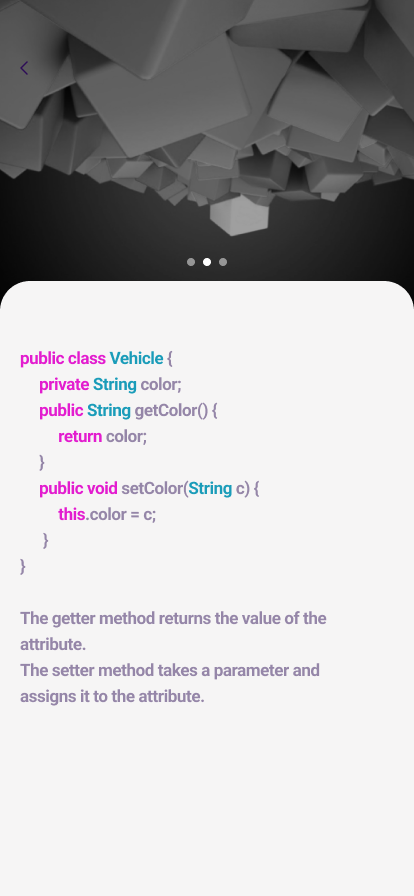 public class Vehicle {
private String color;
public String getColor() {
return color;
}
public void setColor(String c) {
this.color = c;
}
}
The getter method returns the value of the
attribute.
The setter method takes a parameter and
assigns it to the attribute.